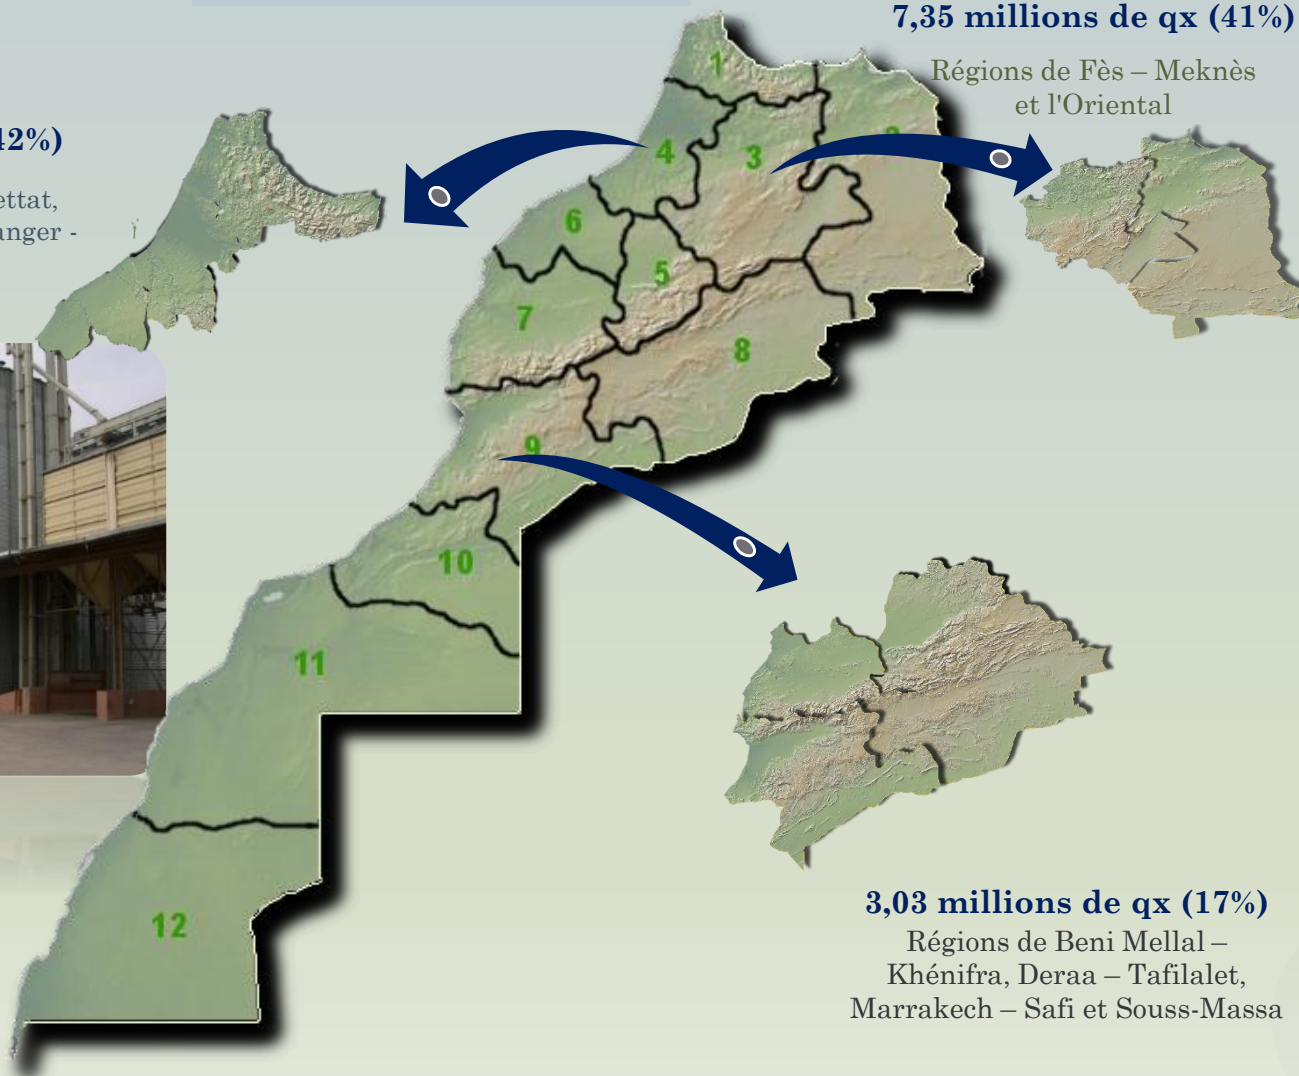 7,35 millions de qx (41%)
Régions de Fès – Meknès
et l'Oriental
42%)
ettat,
anger -
1
2
3
4
6
5
7
8
9
10
11
12
3,03 millions de qx (17%)
Régions de Beni Mellal –
Khénifra, Deraa – Tafilalet,
Marrakech – Safi et Souss-Massa